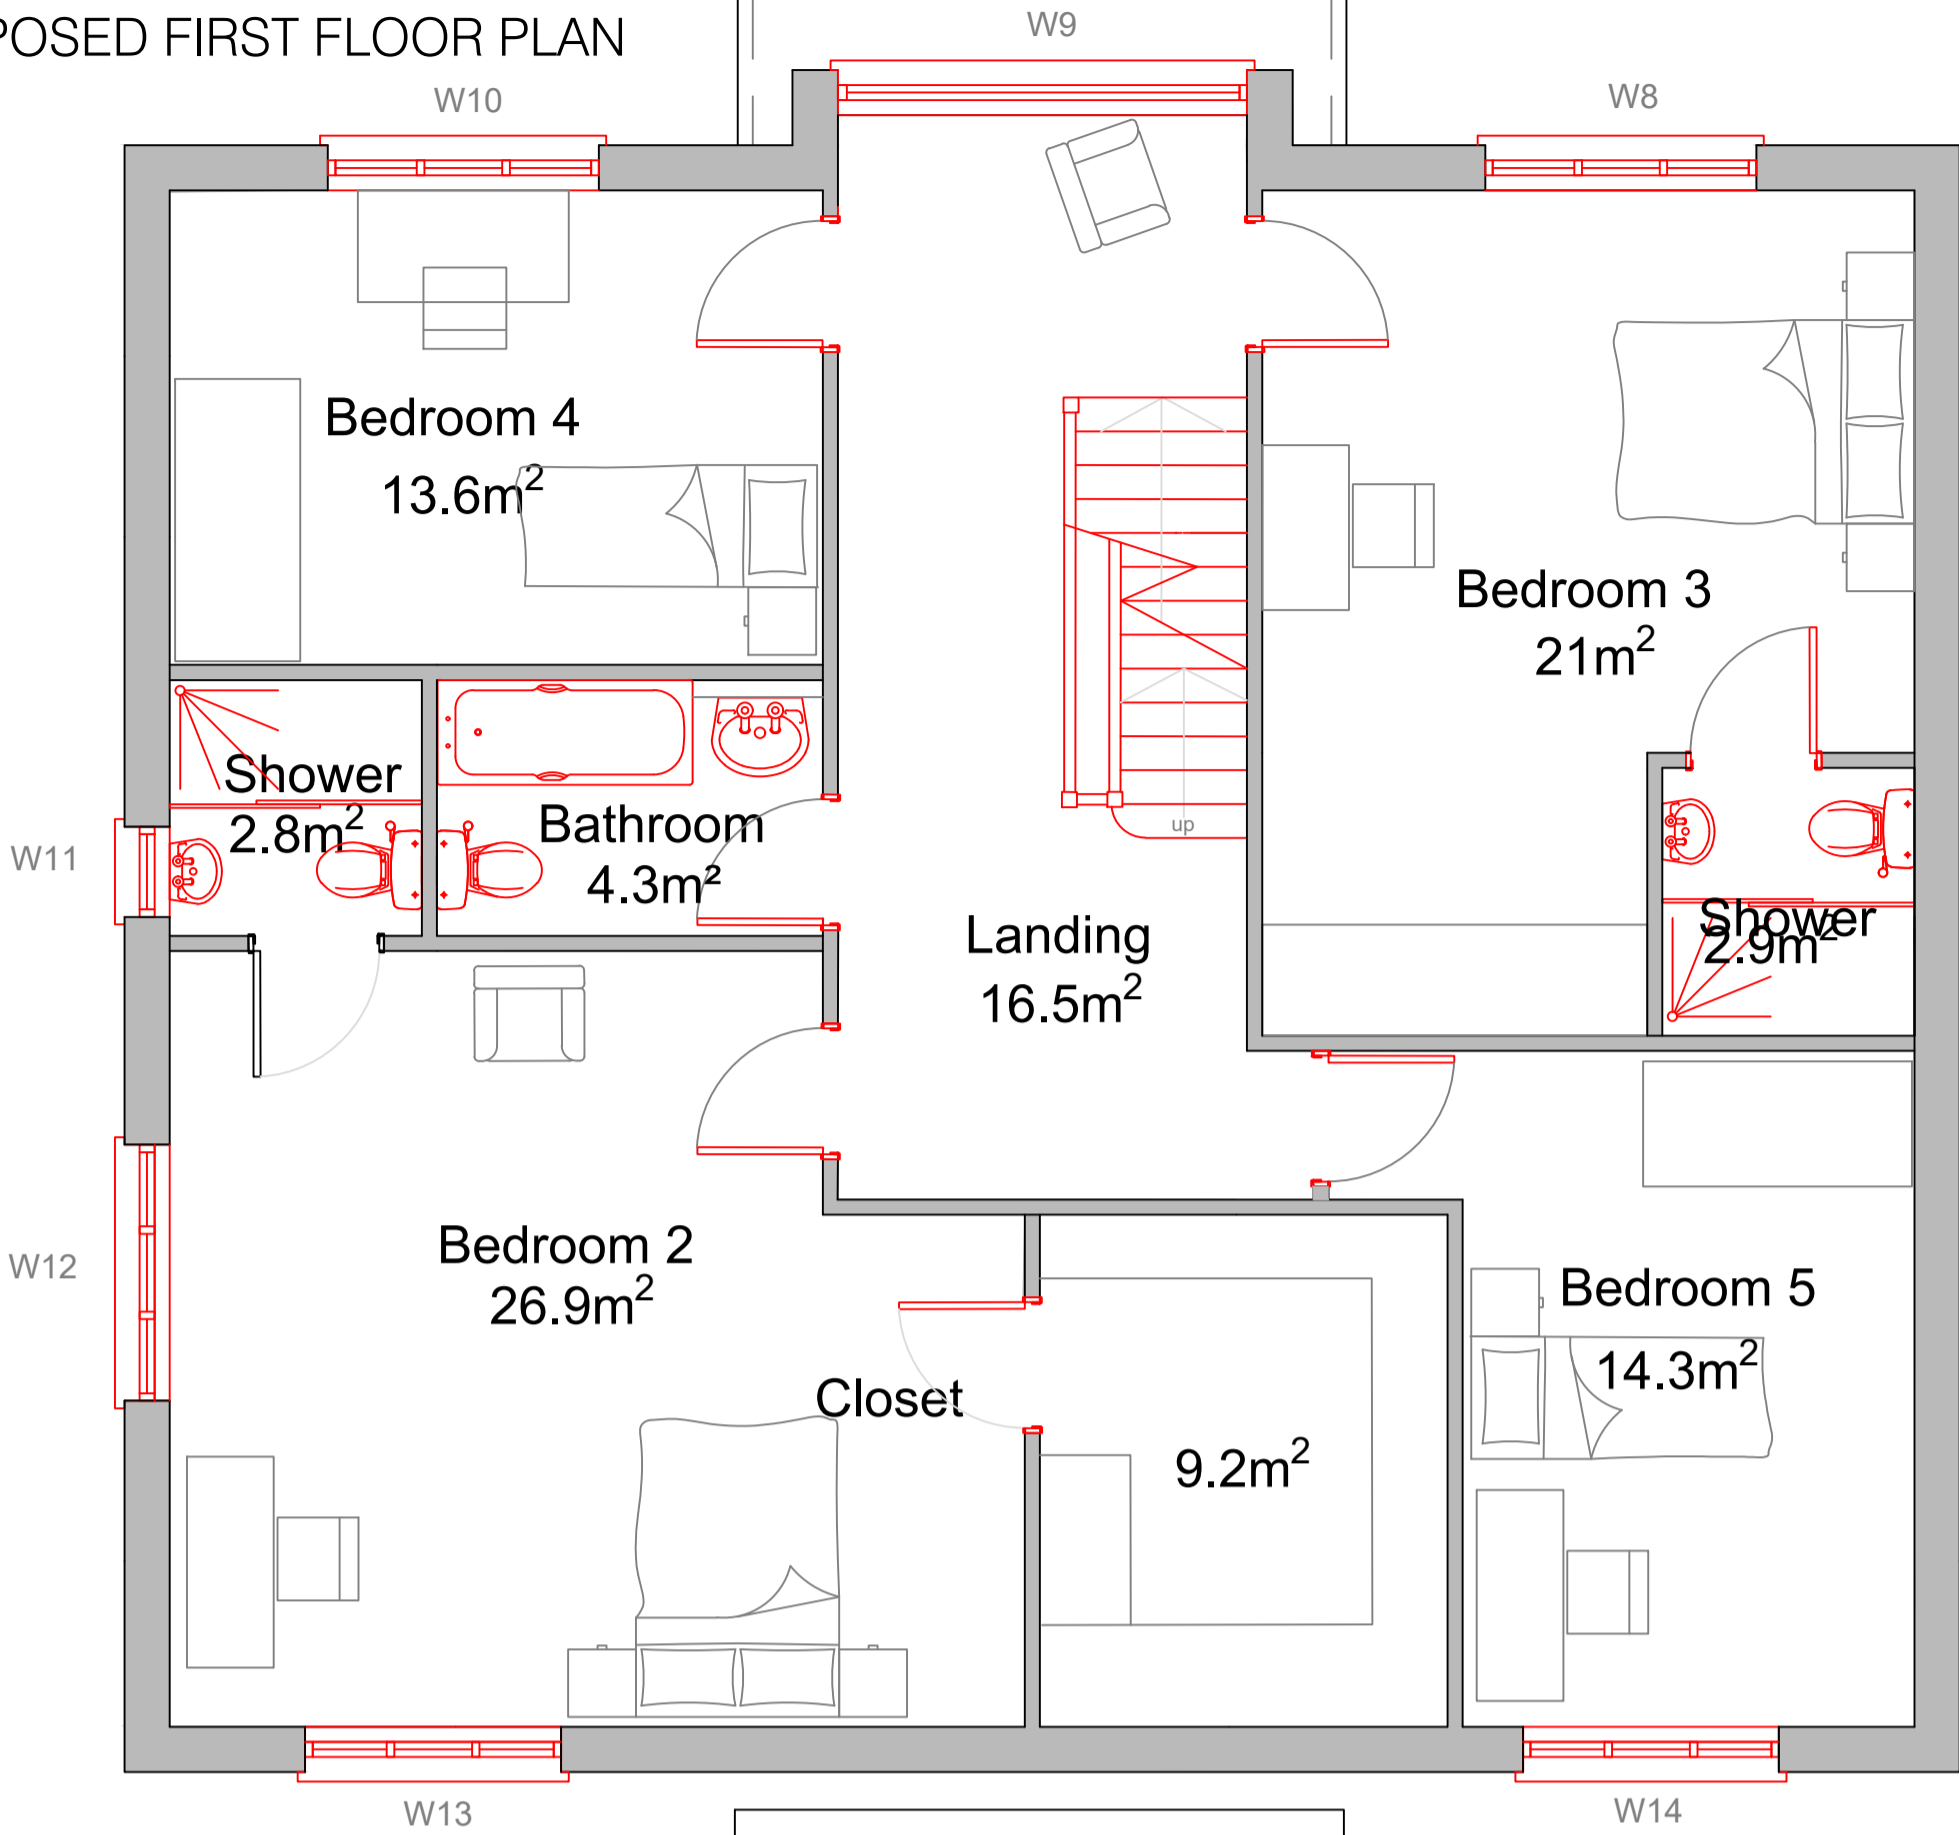 POSED FIRST FLOOR PLAN
W9
W10
W8
Bedroom 4
13.6m²
Bedroom 3
21m²
Shower
2.8m²
Bathroom
4.3m²
up
W11
Landing
16.5m²
Shower
2.9m²
Bedroom 2
26.9m²
W12
Closet
9.2m²
Bedroom 5
14.3m²
W13
W14